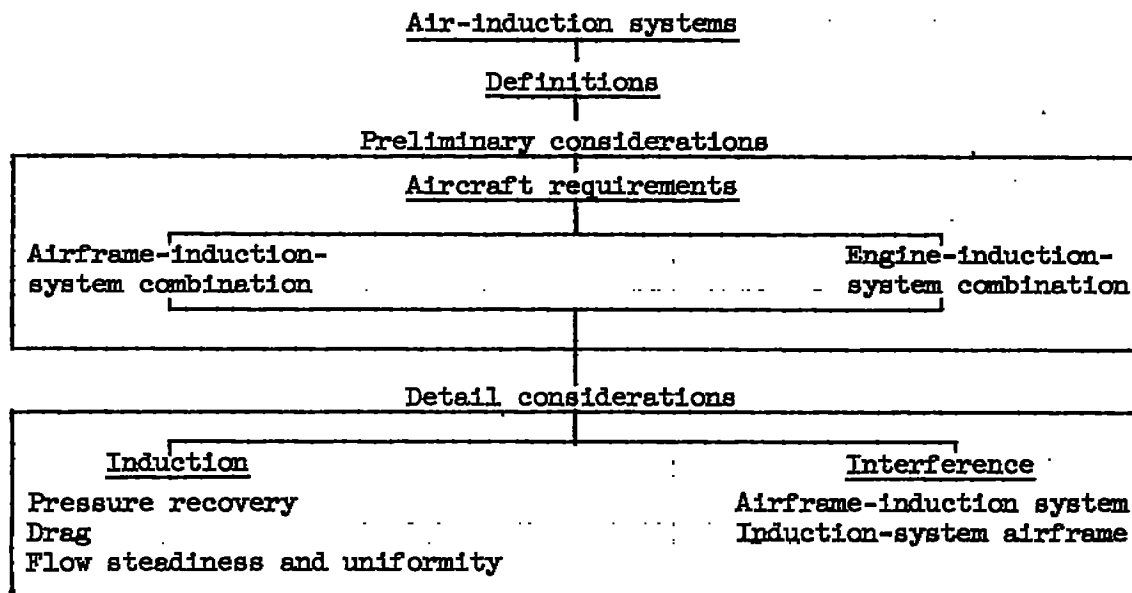 Air-induction systems
Definitions
Preliminary considerations
Aircraft requirements
Airframe-induction-
system combination
Engine-induction-
system combination
Detail considerations
Induction
Pressure recovery
Drag
Flow steadiness and uniformity
Interference
Airframe-induction system
Induction-system airframe